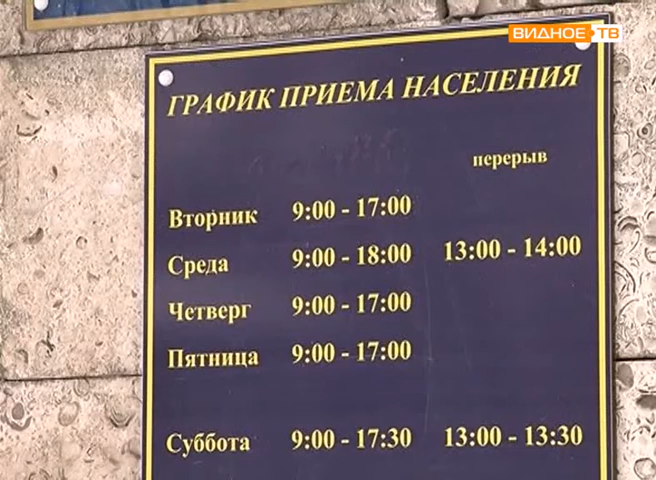 ВИДНОЕ ТВ
ГРАФИК ПРИЕМА НАСЕЛЕНИЯ
перерыв
Вторник 9:00 - 17:00
Среда 9:00 - 18:00 13:00 - 14:00
Четверг 9:00 - 17:00
Пятница 9:00 - 17:00
Суббота 9:00 - 17:30 13:00 - 13:30